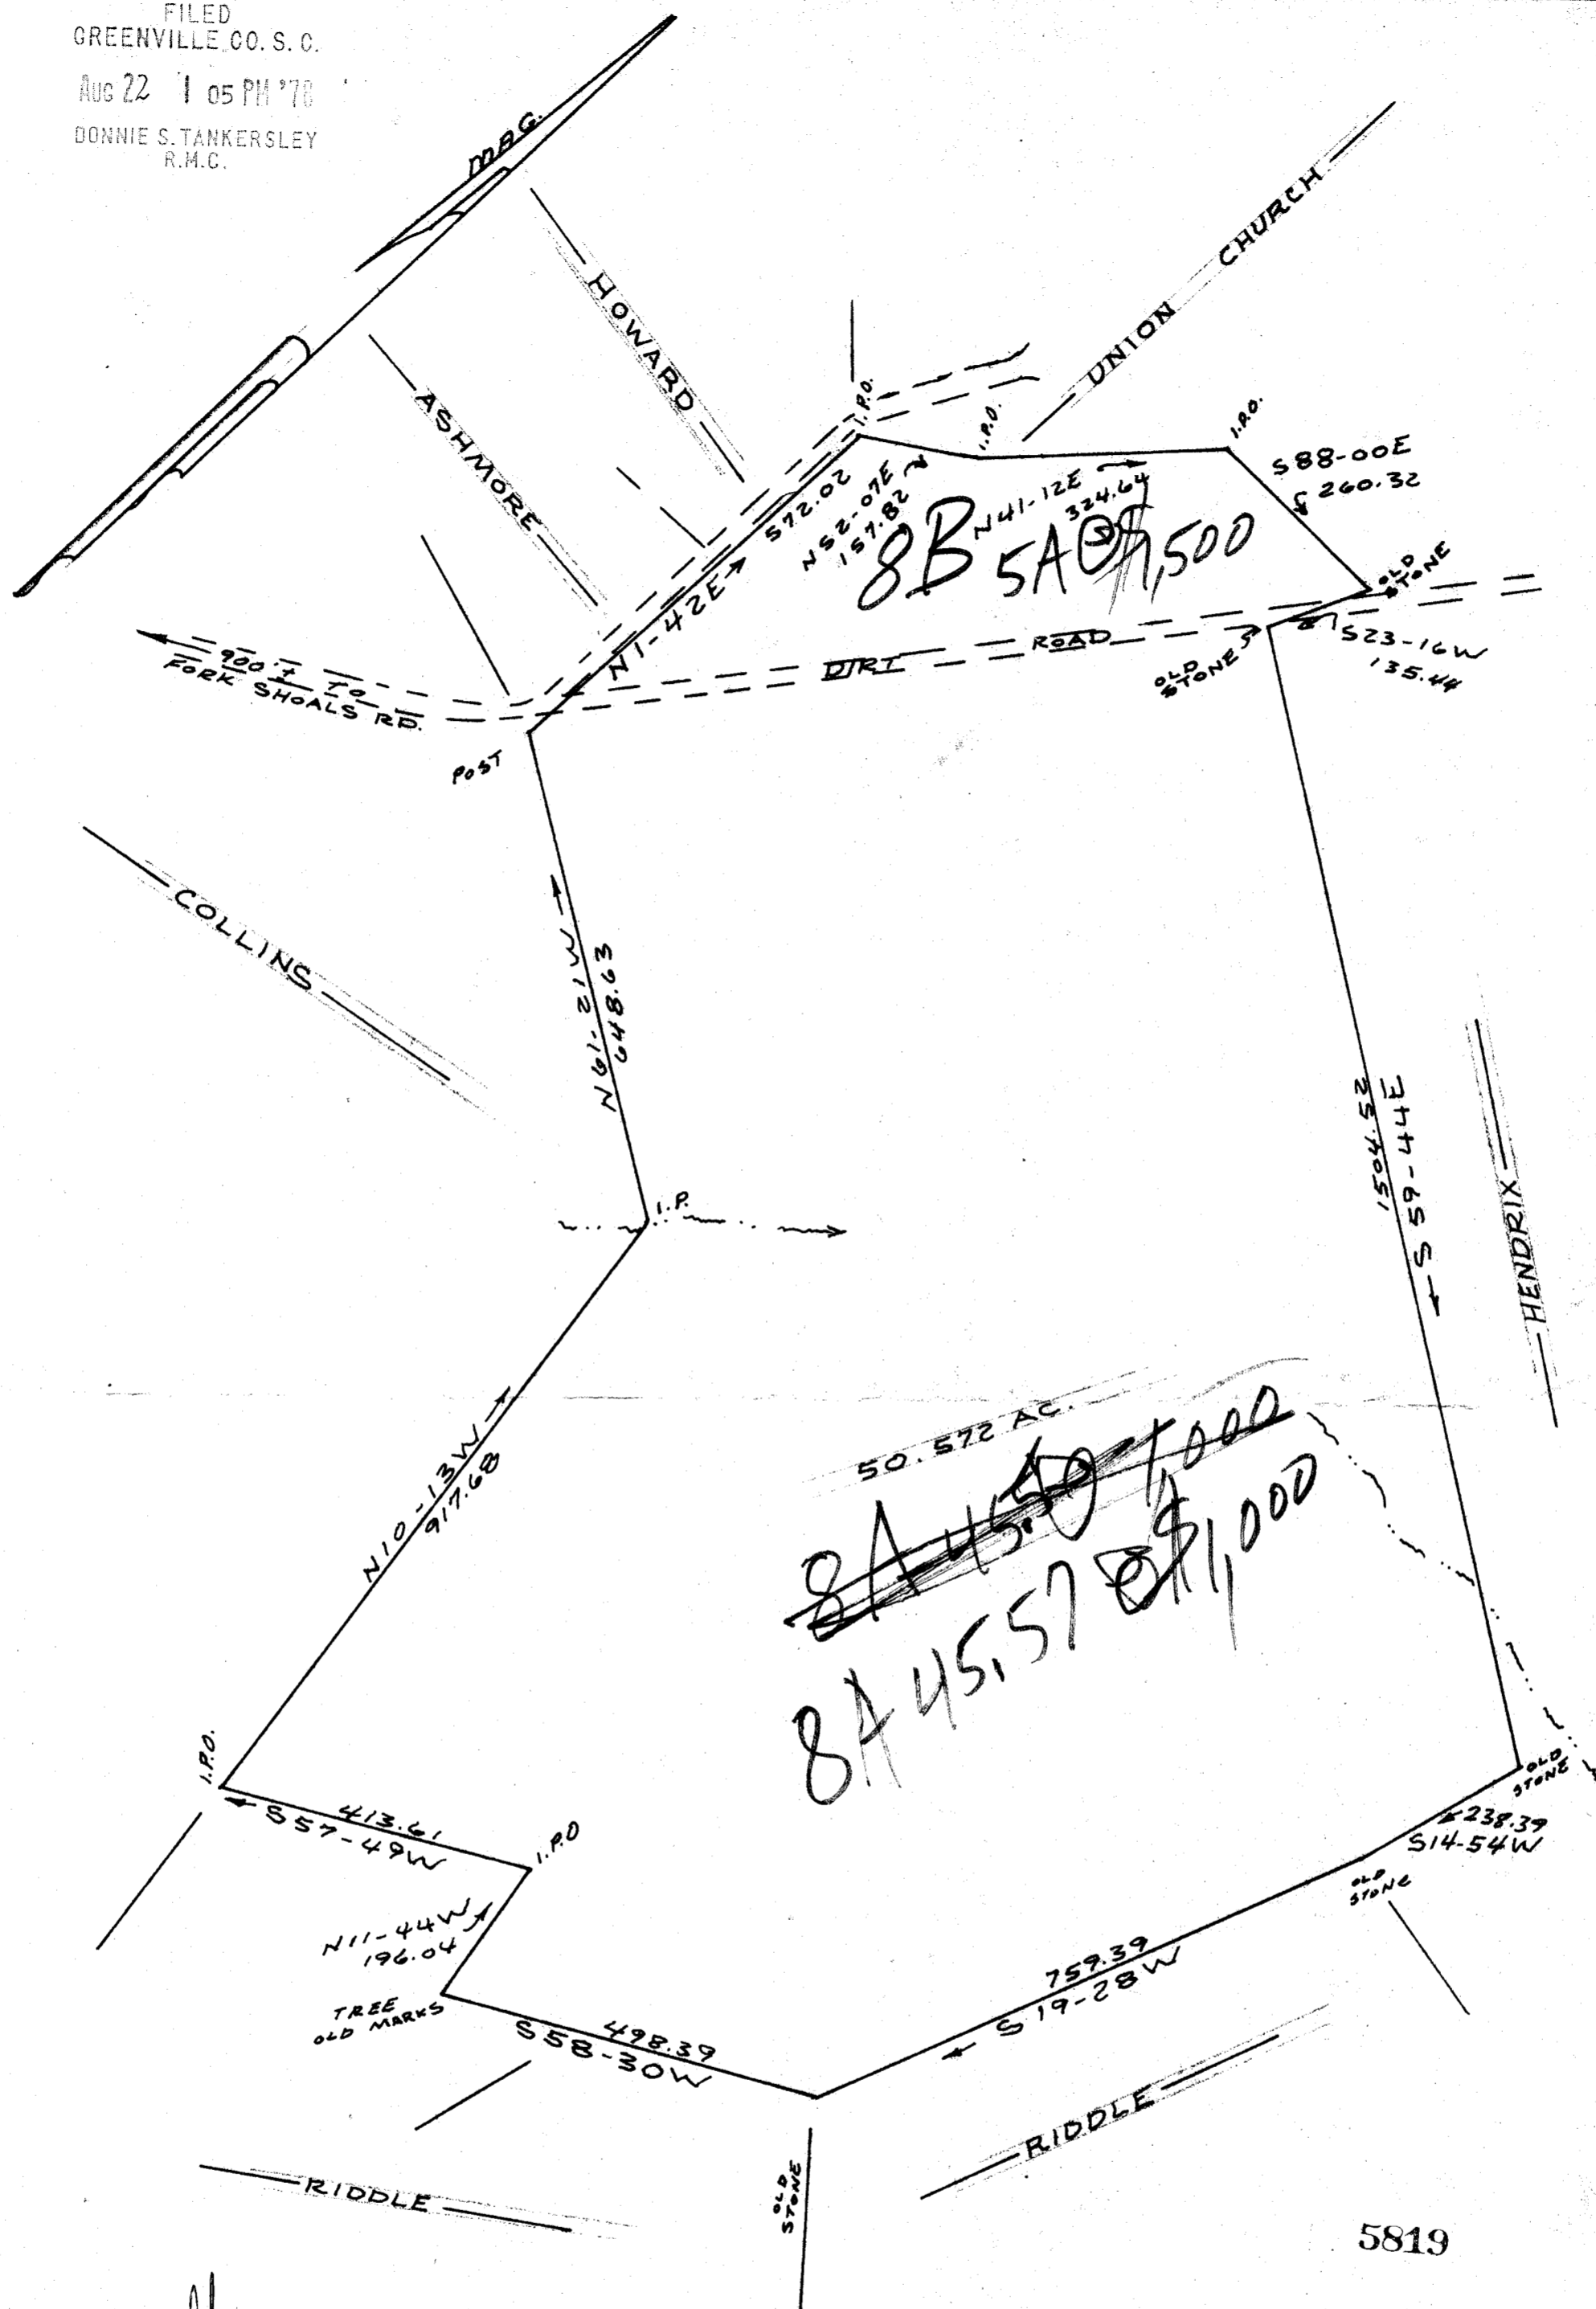 FILED
GREENVILLE CO. S. C.
AUG 22 1 05 PM '78
DONNIE S. TANKERSLEY
R.M.C.
MAG.
HOWARD
ASHMORE
UNION CHURCH
I.P.O.
I.P.O.
I.P.O.
S88-00E
260.32
N1-42E 572.02
N52-07E
157.82
N41-12E
324.64
8B 5A @ $1,500
OLD
STONE
S23-16W
135.44
OLD
STONE
DIRT ROAD
900'± TO
FORK SHOALS RD.
POST
COLLINS
N61-21W
648.63
I.P.
1504.52
S59-44E
HENDRIX
N10-13W
917.68
50.572 AC.
8A 45.57 @ $1,000
I.P.O.
413.61
S57-49W
I.P.O
N11-44W
196.04
TREE
OLD MARKS
498.39
S58-30W
759.39
S19-28W
OLD
STONE
238.39
S14-54W
OLD
STONE
RIDDLE
RIDDLE
OLD
STONE
5819